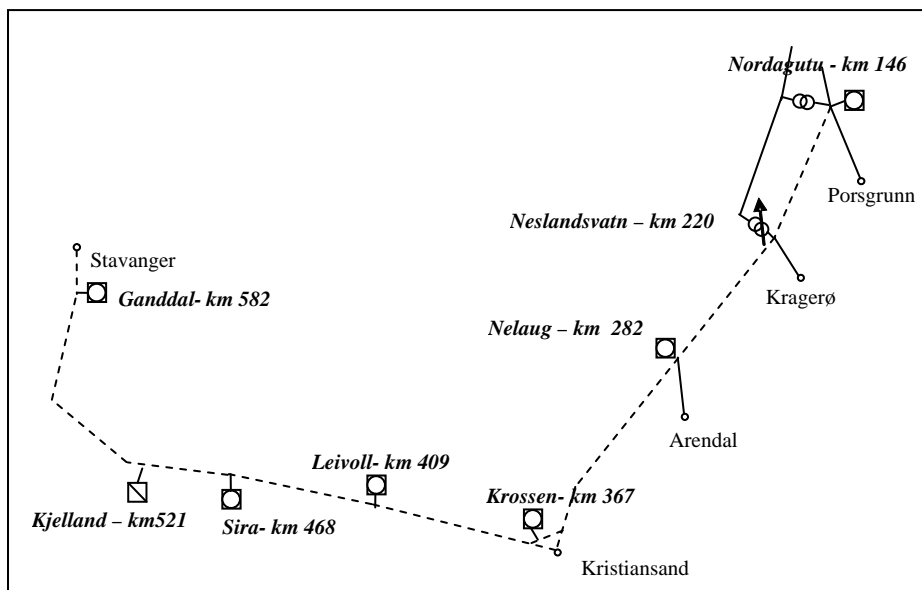 Nordagutu - km 146
Porsgrunn
Neslandsvatn – km 220
Stavanger
Kragerø
Ganddal- km 582
Nelaug – km 282
Arendal
Leivoll- km 409
Krossen- km 367
Kjelland – km521
Sira- km 468
Kristiansand